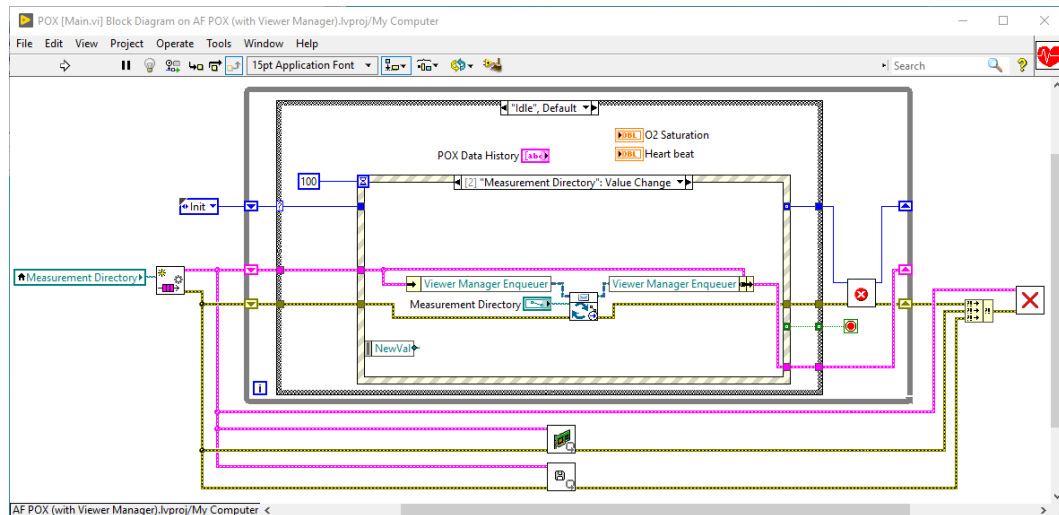 POX [Main.vi] Block Diagram on AF POX (with Viewer Manager).lvproj/My Computer
File Edit View Project Operate Tools Window Help
15pt Application Font
Search
"Idle", Default
DBL O2 Saturation
POX Data History abc
DBL Heart beat
100
[2] "Measurement Directory": Value Change
Init
Measurement Directory
Viewer Manager Enqueuer
Viewer Manager Enqueuer
Measurement Directory
NewVal
i
AF POX (with Viewer Manager).lvproj/My Computer